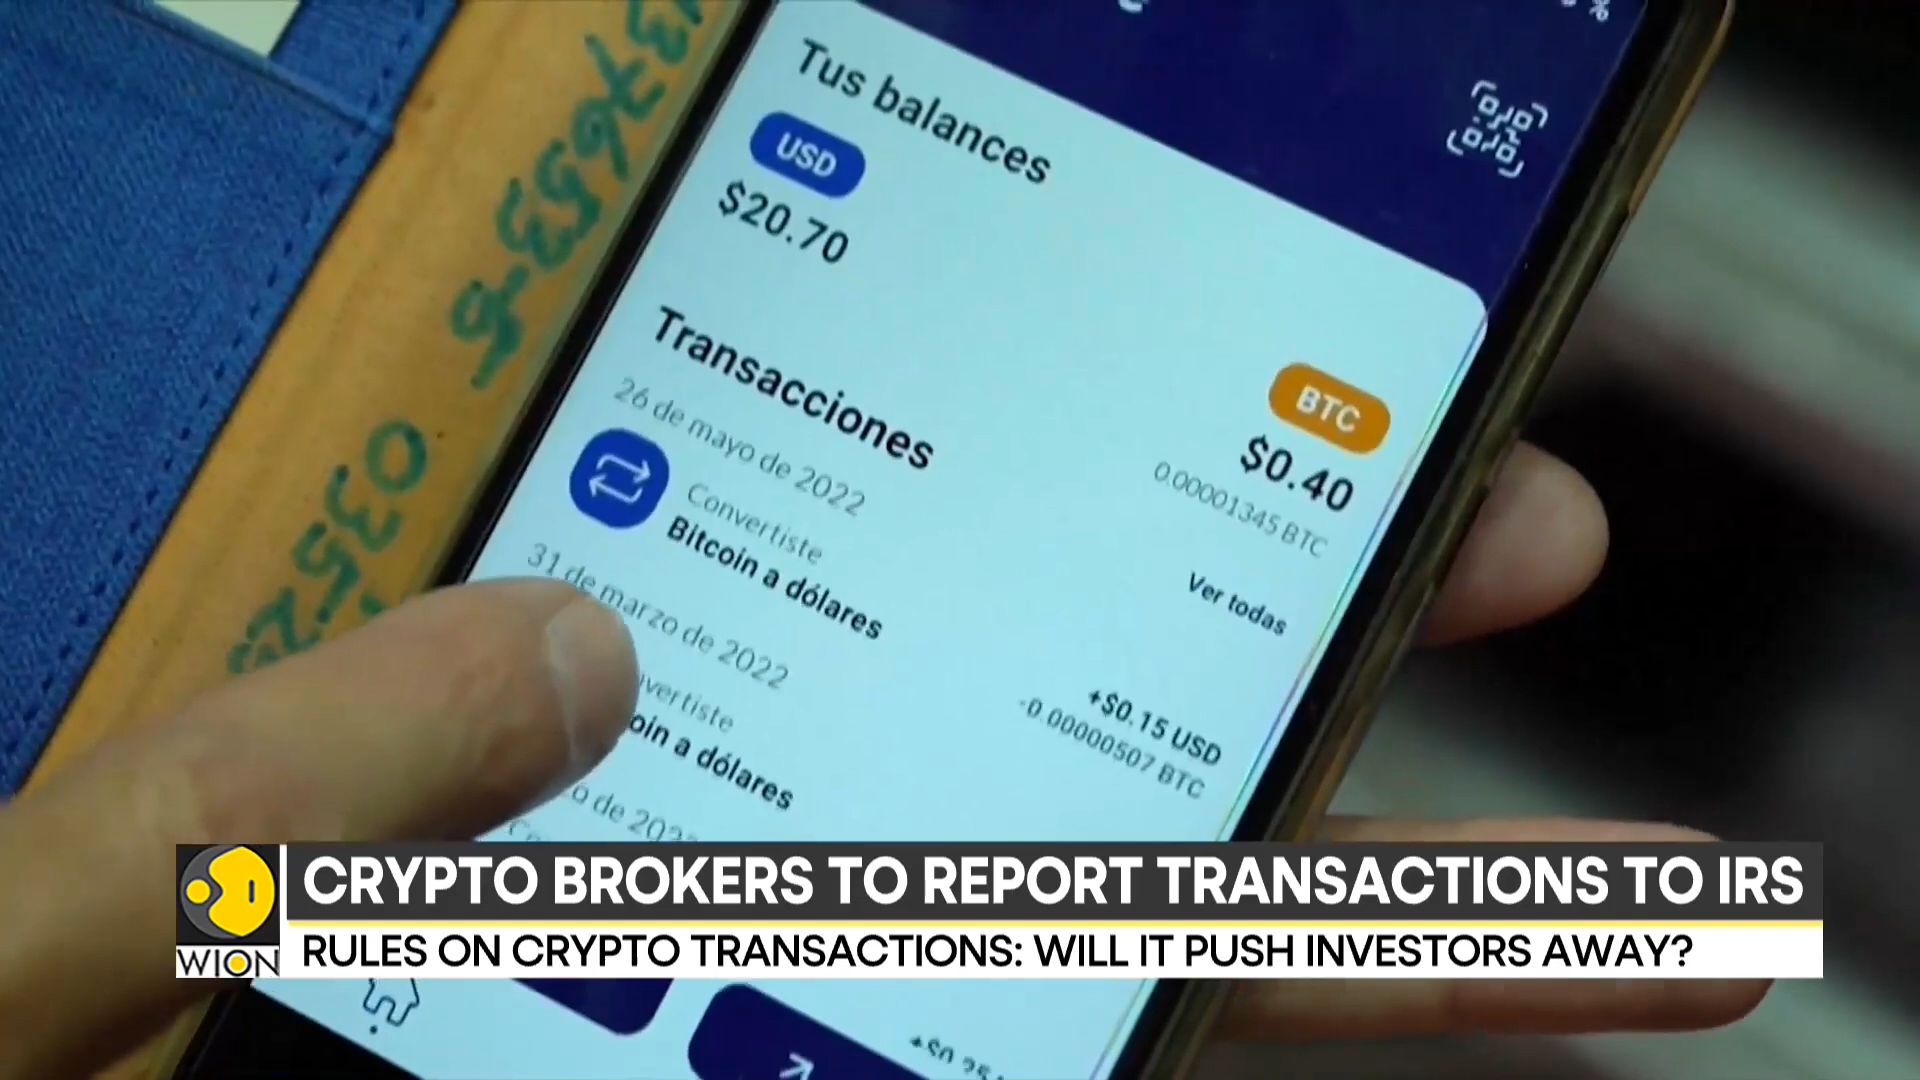 Tus balances
USD
$20.70
BTC
$0.40
0.00001345 BTC
Transacciones
Ver todas
26 de mayo de 2022
Convertiste
Bitcoin a dólares
+$0.15 USD
-0.00000507 BTC
31 de marzo de 2022
a dólares
de
CRYPTO BROKERS TO REPORT TRANSACTIONS TO IRS
RULES ON CRYPTO TRANSACTIONS: WILL IT PUSH INVESTORS AWAY?
WION